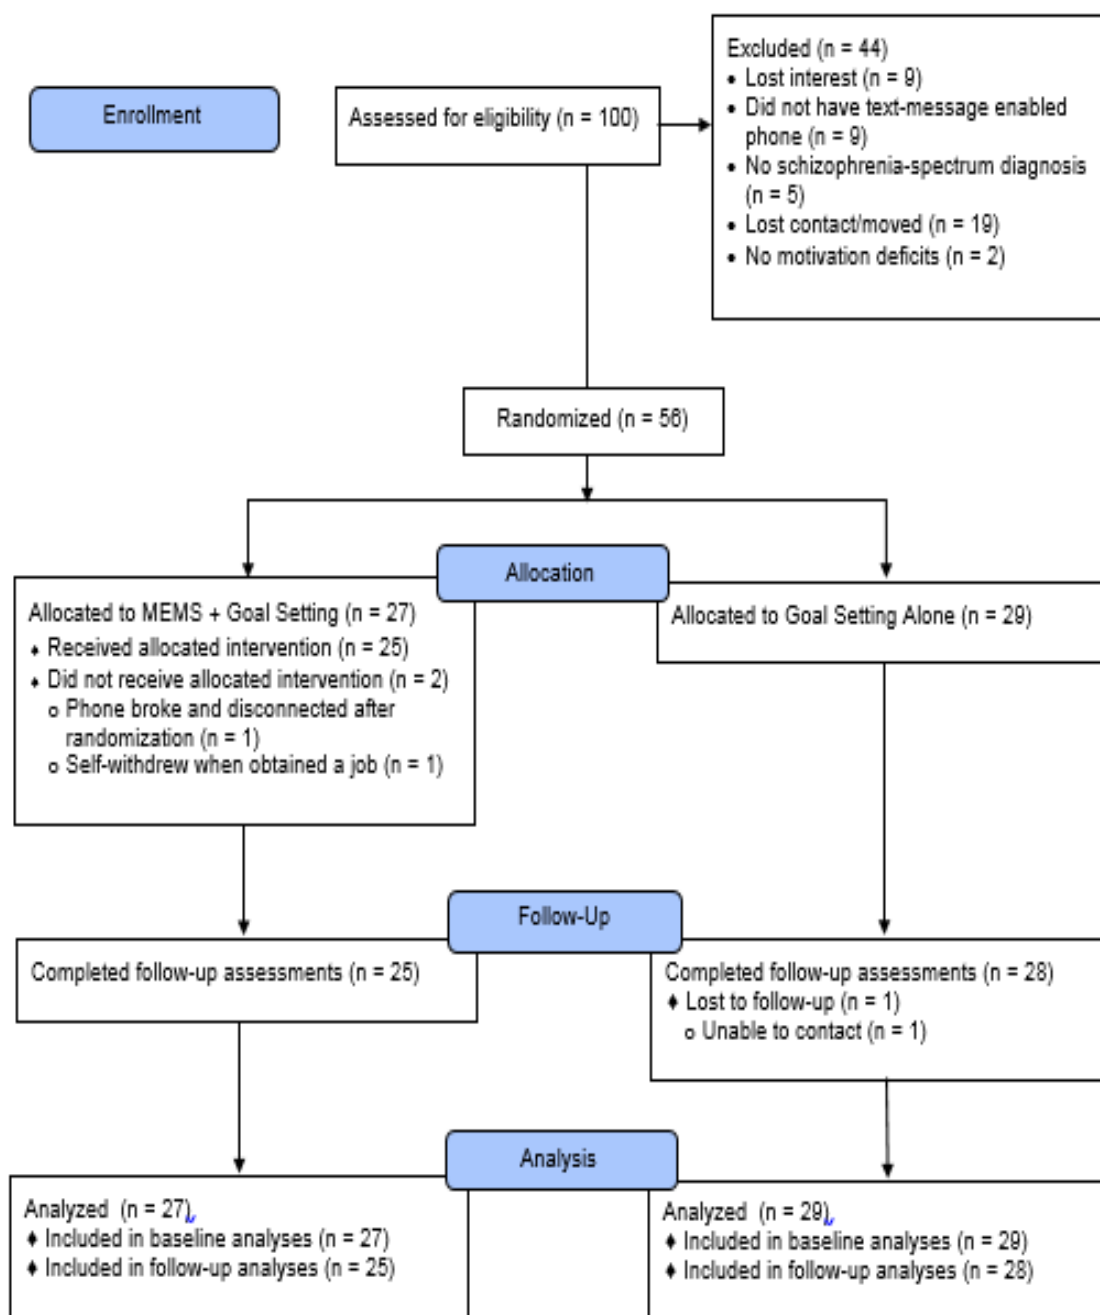 Enrollment
Assessed for eligibility (n = 100)
Excluded (n = 44)
• Lost interest (n = 9)
• Did not have text-message enabled
phone (n = 9)
• No schizophrenia-spectrum diagnosis
(n = 5)
• Lost contact/moved (n = 19)
• No motivation deficits (n = 2)
Randomized (n = 56)
Allocation
Allocated to MEMS + Goal Setting (n = 27)
♦ Received allocated intervention (n = 25)
♦ Did not receive allocated intervention (n = 2)
o Phone broke and disconnected after
randomization (n = 1)
o Self-withdrew when obtained a job (n = 1)
Allocated to Goal Setting Alone (n = 29)
Follow-Up
Completed follow-up assessments (n = 25)
Completed follow-up assessments (n = 28)
♦ Lost to follow-up (n = 1)
o Unable to contact (n = 1)
Analysis
Analyzed (n = 27)
♦ Included in baseline analyses (n = 27)
♦ Included in follow-up analyses (n = 25)
Analyzed (n = 29)
♦ Included in baseline analyses (n = 29)
♦ Included in follow-up analyses (n = 28)